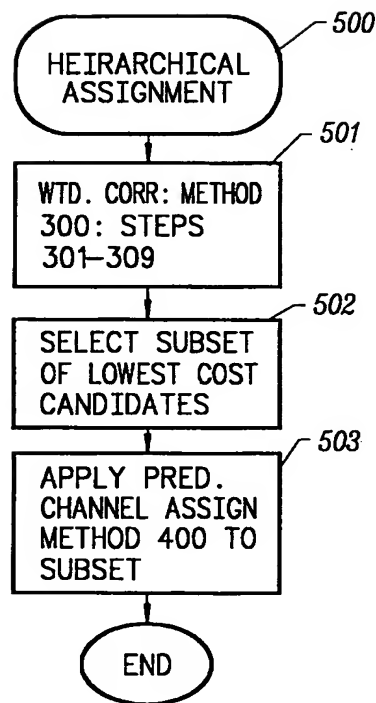 500
HEIRARCHICAL
ASSIGNMENT
501
WTD. CORR: METHOD
300: STEPS
301–309
502
SELECT SUBSET
OF LOWEST COST
CANDIDATES
503
APPLY PRED.
CHANNEL ASSIGN
METHOD 400 TO
SUBSET
END